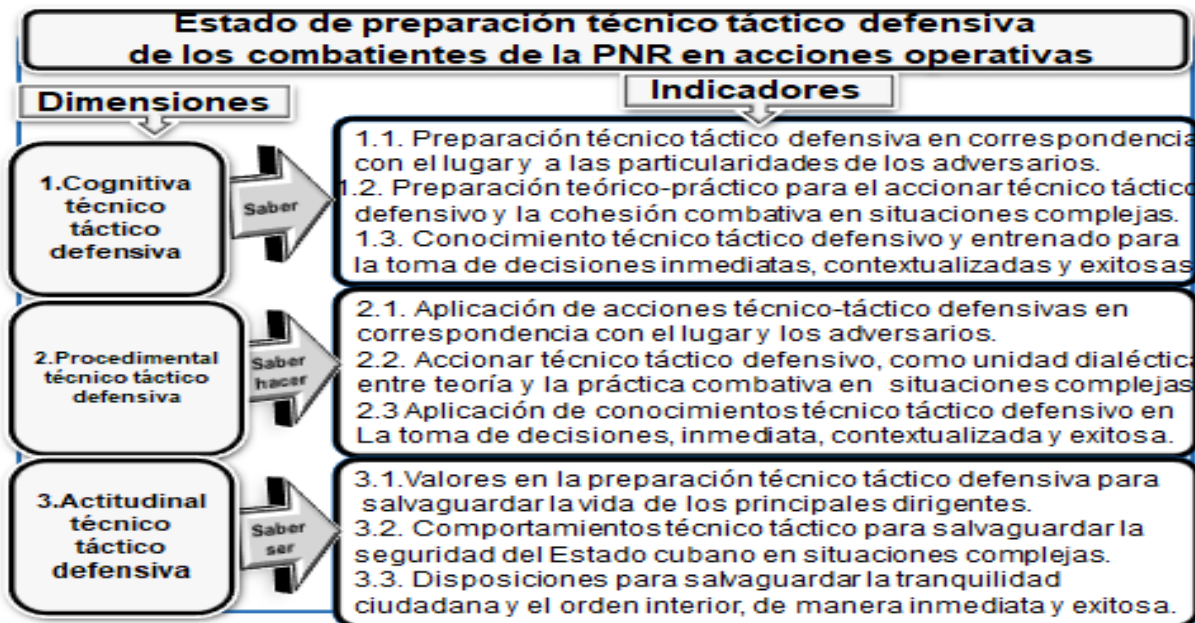 Estado de preparación técnico táctico defensiva
de los combatientes de la PNR en acciones operativas
Dimensiones
Indicadores
1.Cognitiva
técnico
táctico
defensiva
Saber
1.1. Preparación técnico táctico defensiva en correspondencia
con el lugar y a las particularidades de los adversarios.
1.2. Preparación teórico-práctico para el accionar técnico táctico
defensivo y la cohesión combativa en situaciones complejas.
1.3. Conocimiento técnico táctico defensivo y entrenado para
la toma de decisiones inmediatas, contextualizadas y exitosas
2.Procedimental
técnico táctico
defensiva
Saber
hacer
2.1. Aplicación de acciones técnico-táctico defensivas en
correspondencia con el lugar y los adversarios.
2.2. Accionar técnico táctico defensivo, como unidad dialéctica
entre teoría y la práctica combativa en situaciones complejas
2.3 Aplicación de conocimientos técnico táctico defensivo en
La toma de decisiones, inmediata, contextualizada y exitosa.
3.Actitudinal
técnico
táctico
defensiva
Saber
ser
3.1.Valores en la preparación técnico táctico defensiva para
salvaguardar la vida de los principales dirigentes.
3.2. Comportamientos técnico táctico para salvaguardar la
seguridad del Estado cubano en situaciones complejas.
3.3. Disposiciones para salvaguardar la tranquilidad
ciudadana y el orden interior, de manera inmediata y exitosa.